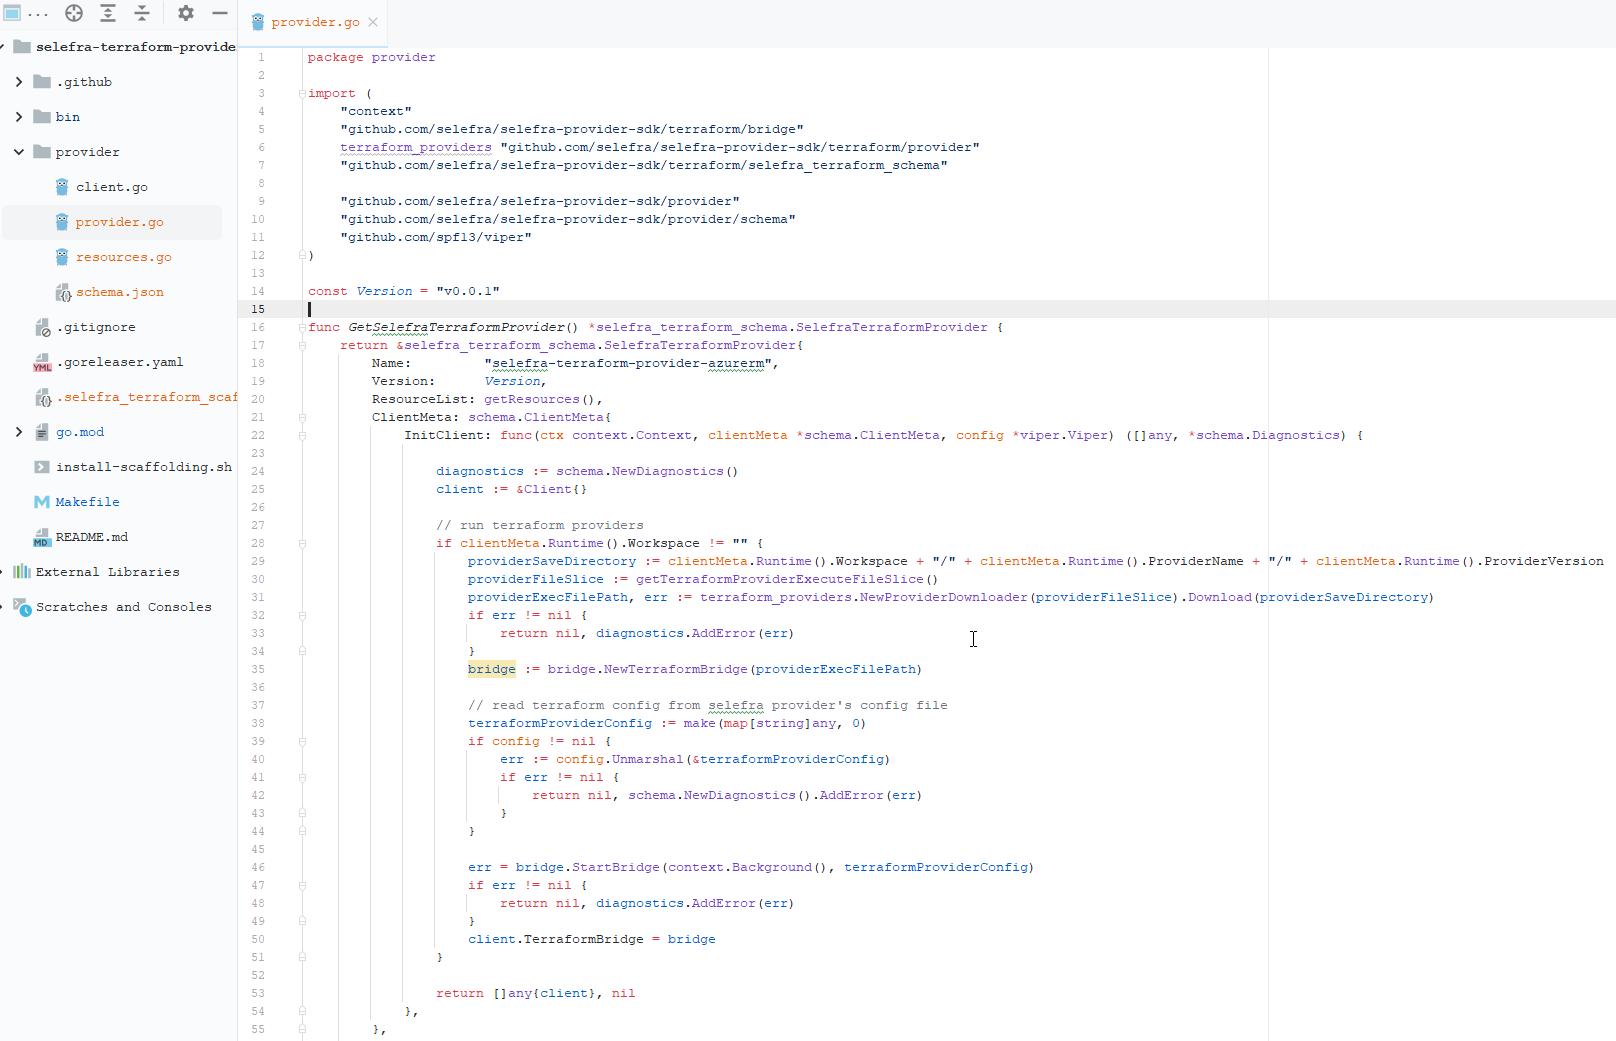 ...
provider.go
selefra-terraform-provide
.github
bin
provider
client.go
provider.go
resources.go
schema.json
.gitignore
.goreleaser.yaml
.selefra_terraform_scaf
go.mod
install-scaffolding.sh
Makefile
README.md
External Libraries
Scratches and Consoles
1 package provider
2
3 import (
4 "context"
5 "github.com/selefra/selefra-provider-sdk/terraform/bridge"
6 terraform_providers "github.com/selefra/selefra-provider-sdk/terraform/provider"
7 "github.com/selefra/selefra-provider-sdk/terraform/selefra_terraform_schema"
8
9 "github.com/selefra/selefra-provider-sdk/provider"
10 "github.com/selefra/selefra-provider-sdk/provider/schema"
11 "github.com/spf13/viper"
12 )
13
14 const Version = "v0.0.1"
15
16 func GetSelefraTerraformProvider() *selefra_terraform_schema.SelefraTerraformProvider {
17 return &selefra_terraform_schema.SelefraTerraformProvider{
18 Name: "selefra-terraform-provider-azurerm",
19 Version: Version,
20 ResourceList: getResources(),
21 ClientMeta: schema.ClientMeta{
22 InitClient: func(ctx context.Context, clientMeta *schema.ClientMeta, config *viper.Viper) ([]any, *schema.Diagnostics) {
23
24 diagnostics := schema.NewDiagnostics()
25 client := &Client{}
26
27 // run terraform providers
28 if clientMeta.Runtime().Workspace != "" {
29 providerSaveDirectory := clientMeta.Runtime().Workspace + "/" + clientMeta.Runtime().ProviderName + "/" + clientMeta.Runtime().ProviderVersion
30 providerFileSlice := getTerraformProviderExecuteFileSlice()
31 providerExecFilePath, err := terraform_providers.NewProviderDownloader(providerFileSlice).Download(providerSaveDirectory)
32 if err != nil {
33 return nil, diagnostics.AddError(err)
34 }
35 bridge := bridge.NewTerraformBridge(providerExecFilePath)
36
37 // read terraform config from selefra provider's config file
38 terraformProviderConfig := make(map[string]any, 0)
39 if config != nil {
40 err := config.Unmarshal(&terraformProviderConfig)
41 if err != nil {
42 return nil, schema.NewDiagnostics().AddError(err)
43 }
44 }
45
46 err = bridge.StartBridge(context.Background(), terraformProviderConfig)
47 if err != nil {
48 return nil, diagnostics.AddError(err)
49 }
50 client.TerraformBridge = bridge
51 }
52
53 return []any{client}, nil
54 },
55 },